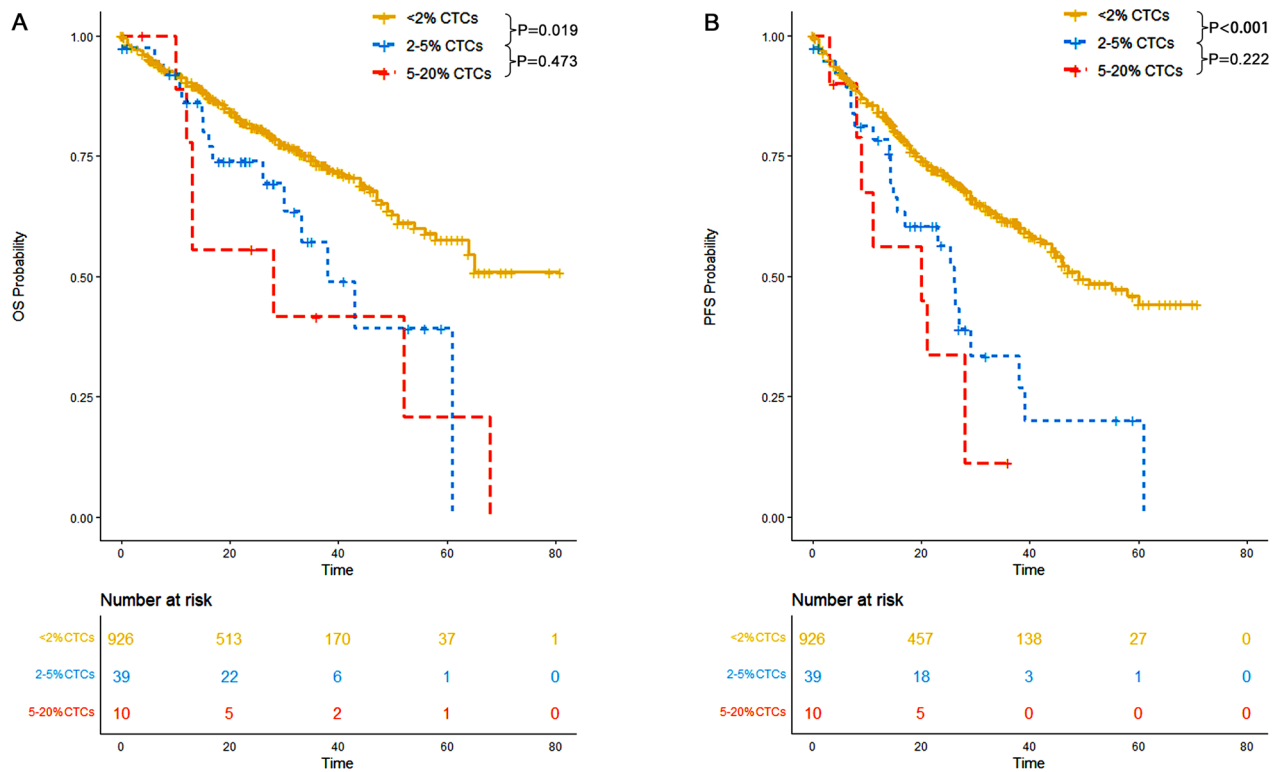 A
<2% CTCs
P=0.019
2-5% CTCs
P=0.473
5-20% CTCs
1.00
0.75
0.50
0.25
0.00
OS Probability
0 20 40 60 80
Time
Number at risk
<2%CTCs 926 513 170 37 1
2-5%CTCs 39 22 6 1 0
5-20%CTCs 10 5 2 1 0
0 20 40 60 80
Time
B
<2% CTCs
P<0.001
2-5% CTCs
P=0.222
5-20% CTCs
1.00
0.75
0.50
0.25
0.00
PFS Probability
0 20 40 60 80
Time
Number at risk
<2%CTCs 926 457 138 27 0
2-5%CTCs 39 18 3 1 0
5-20%CTCs 10 5 0 0 0
0 20 40 60 80
Time